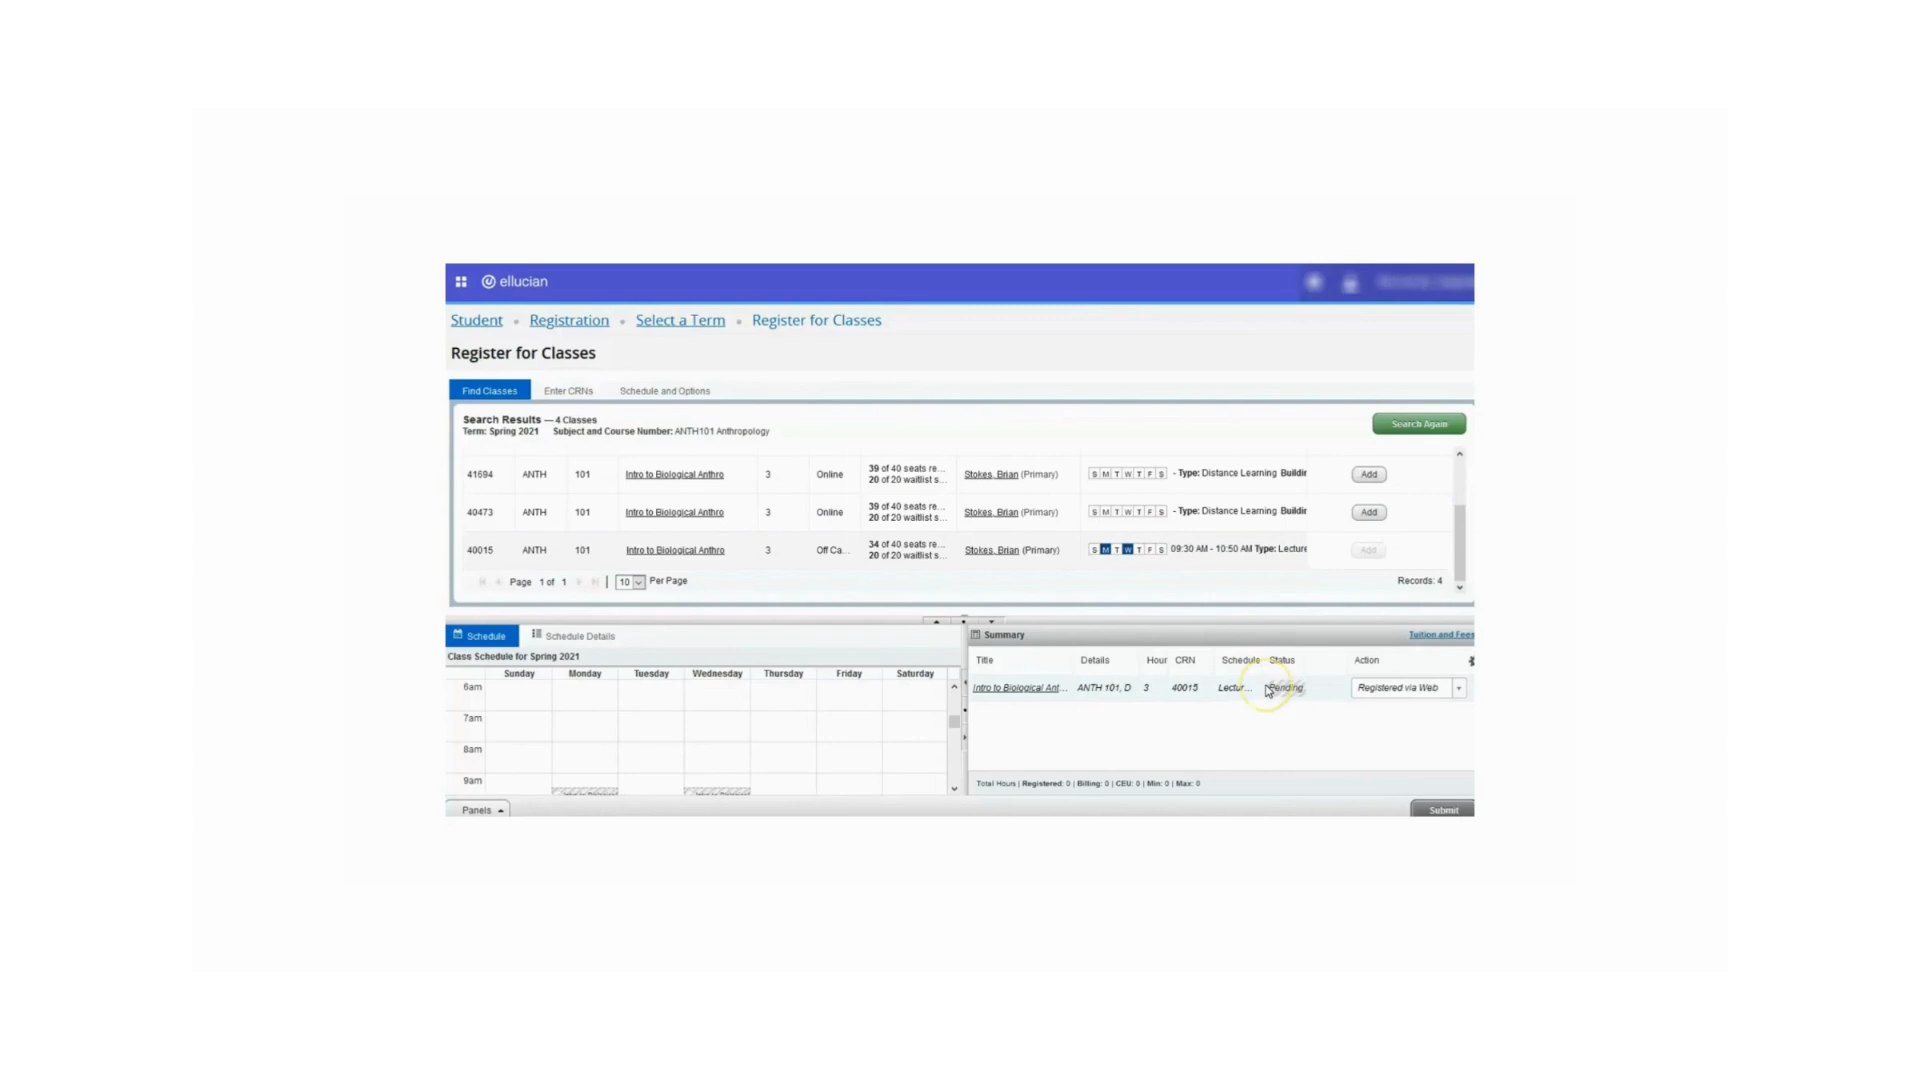 ellucian
Student • Registration • Select a Term • Register for Classes
Register for Classes
Find Classes Enter CRNs Schedule and Options
Search Results — 4 Classes
Term: Spring 2021 Subject and Course Number: ANTH101 Anthropology
Search Again
41694 ANTH 101 Intro to Biological Anthro 3 Online 39 of 40 seats re... Stokes, Brian (Primary) S M T W T F S - Type: Distance Learning Buildin Add
20 of 20 waitlist s...
40473 ANTH 101 Intro to Biological Anthro 3 Online 39 of 40 seats re... Stokes, Brian (Primary) S M T W T F S - Type: Distance Learning Buildin Add
20 of 20 waitlist s...
40015 ANTH 101 Intro to Biological Anthro 3 Off Ca... 34 of 40 seats re... Stokes, Brian (Primary) S M T W T F S 09:30 AM - 10:50 AM Type: Lecture Add
20 of 20 waitlist s...
Page 1 of 1 | 10 Per Page Records: 4
Schedule Schedule Details
Class Schedule for Spring 2021
Sunday Monday Tuesday Wednesday Thursday Friday Saturday
6am
7am
8am
9am
Summary Tuition and Fees
Title Details Hour CRN Schedule Status Action
Intro to Biological Ant... ANTH 101, D 3 40015 Lectur... Pending Registered via Web
Total Hours | Registered: 0 | Billing: 0 | CEU: 0 | Min: 0 | Max: 0
Panels Submit